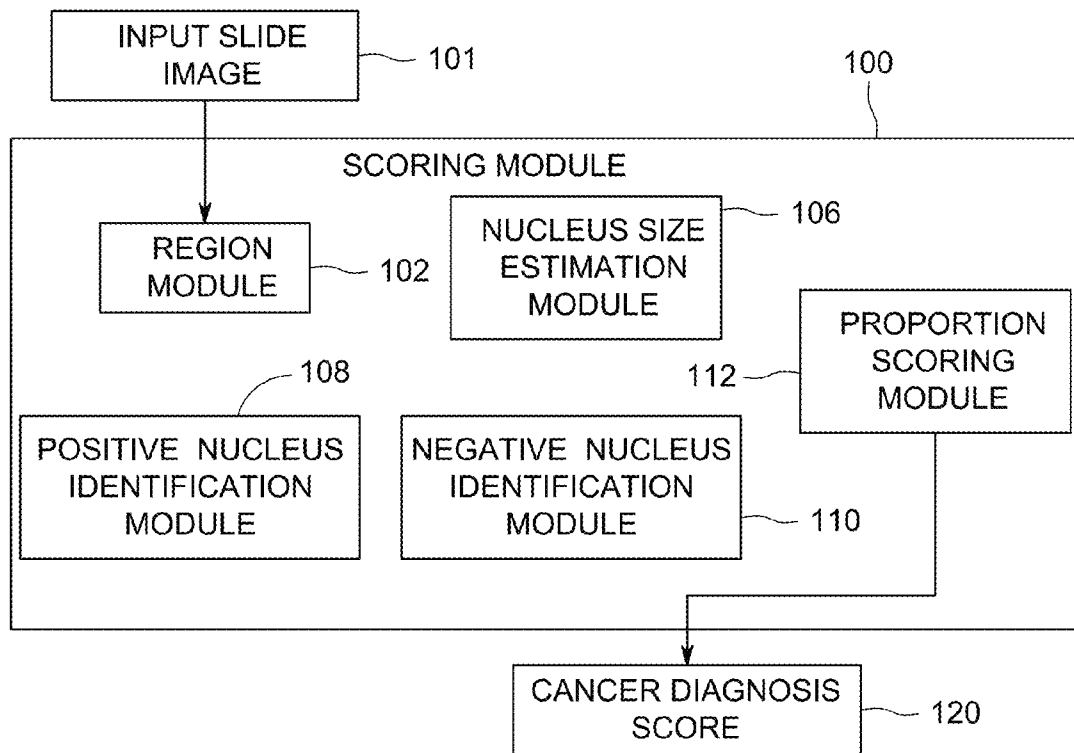 INPUT SLIDE
IMAGE
101
100
SCORING MODULE
REGION
MODULE
102
NUCLEUS SIZE
ESTIMATION
MODULE
106
PROPORTION
SCORING
MODULE
112
108
POSITIVE NUCLEUS
IDENTIFICATION
MODULE
NEGATIVE NUCLEUS
IDENTIFICATION
MODULE
110
CANCER DIAGNOSIS
SCORE
120